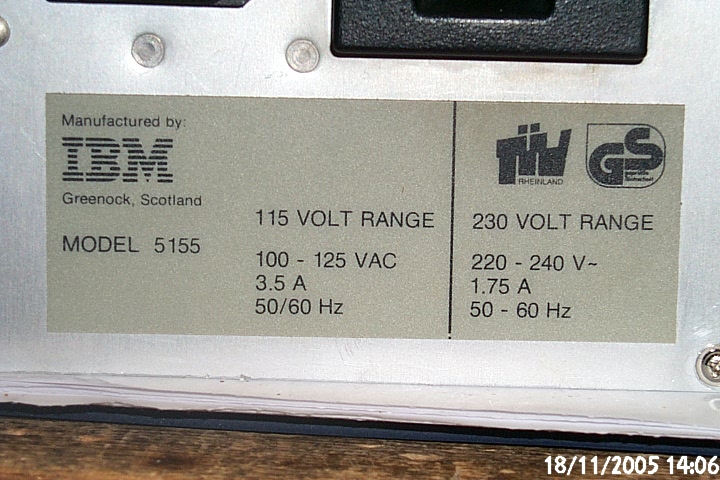 Manufactured by:
IBM
Greenock, Scotland
MODEL 5155
115 VOLT RANGE
100 - 125 VAC
3.5 A
50/60 Hz
TÜV
RHEINLAND
GS
230 VOLT RANGE
220 - 240 V~
1.75 A
50 - 60 Hz
18/11/2005 14:06